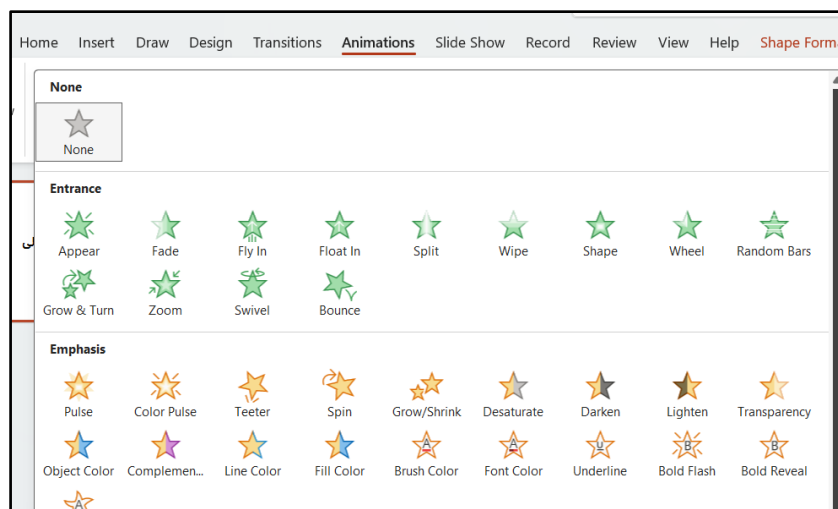 Home Insert Draw Design Transitions Animations Slide Show Record Review View Help Shape Form
None
None
Entrance
Appear Fade Fly In Float In Split Wipe Shape Wheel Random Bars
Grow & Turn Zoom Swivel Bounce
Emphasis
Pulse Color Pulse Teeter Spin Grow/Shrink Desaturate Darken Lighten Transparency
Object Color Complemen... Line Color Fill Color Brush Color Font Color Underline Bold Flash Bold Reveal